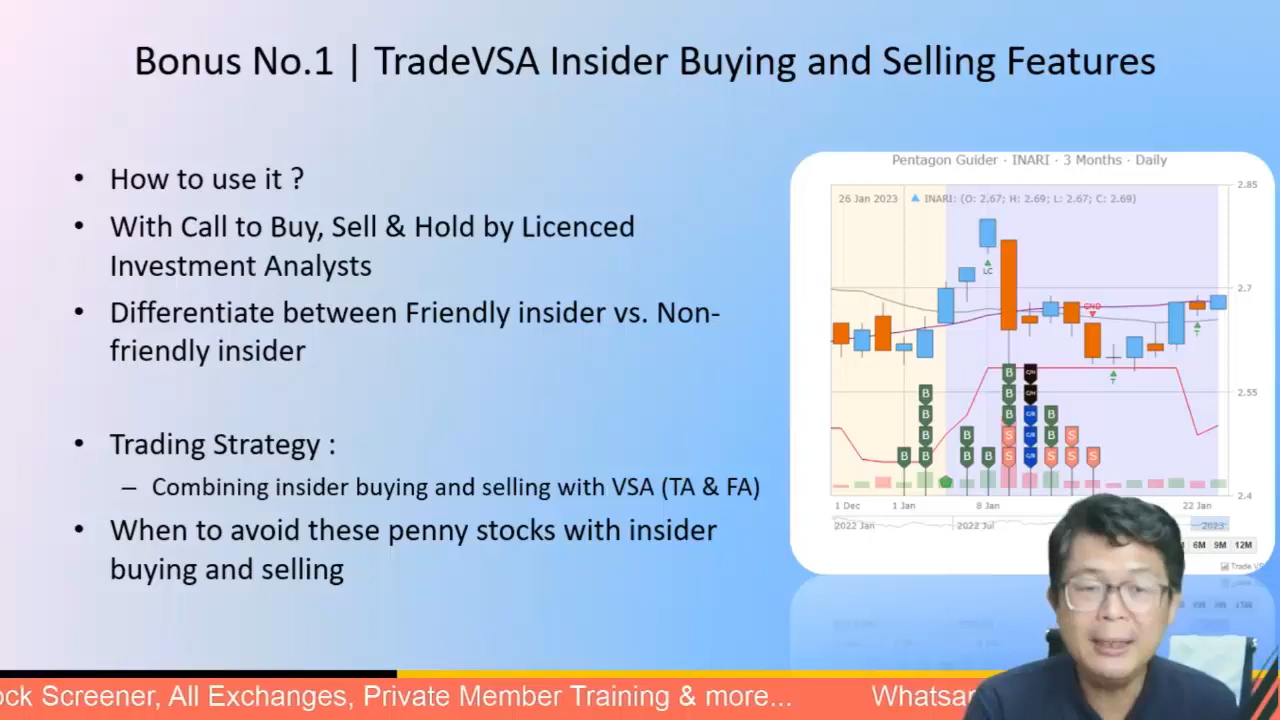 Bonus No.1 | TradeVSA Insider Buying and Selling Features
• How to use it ?
• With Call to Buy, Sell & Hold by Licenced
Investment Analysts
• Differentiate between Friendly insider vs. Non-
friendly insider
• Trading Strategy :
– Combining insider buying and selling with VSA (TA & FA)
• When to avoid these penny stocks with insider
buying and selling
Pentagon Guider · INARI · 3 Months · Daily
26 Jan 2023 INARI: (O: 2.67; H: 2.69; L: 2.67; C: 2.69)
2.85
2.7
2.55
2.4
LC
GND
T
T
B
B
B
B
B
B
B
B
B
B
B
S
S
C/H
C/H
C/B
C/B
C/B
B
B
S
S
S
S
S
1 Dec
1 Jan
8 Jan
22 Jan
2022 Jan
2022 Jul
2023
6M 9M 12M
Trade
ock Screener, All Exchanges, Private Member Training & more...
Whatsa